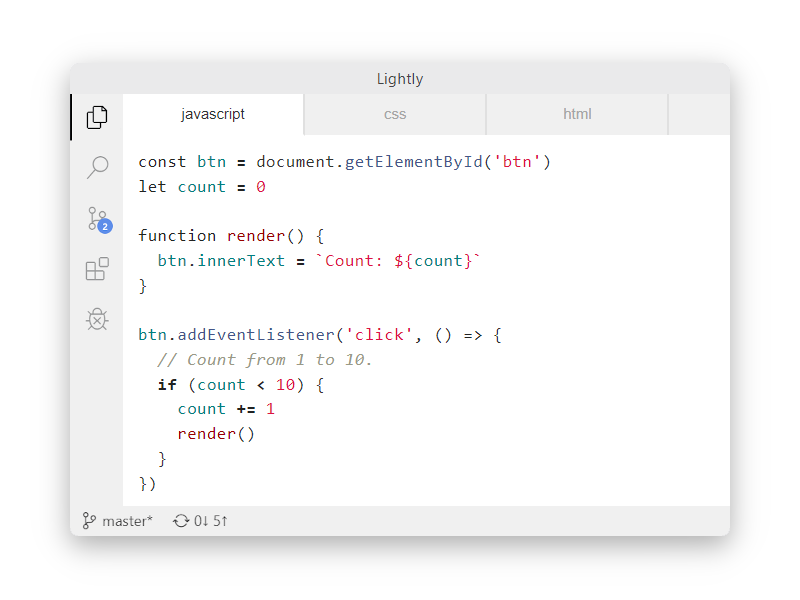 Lightly
javascript css html
const btn = document.getElementById('btn')
let count = 0
function render() {
  btn.innerText = `Count: ${count}`
}
btn.addEventListener('click', () => {
  // Count from 1 to 10.
  if (count < 10) {
    count += 1
    render()
  }
})
2
master* 0↓ 5↑